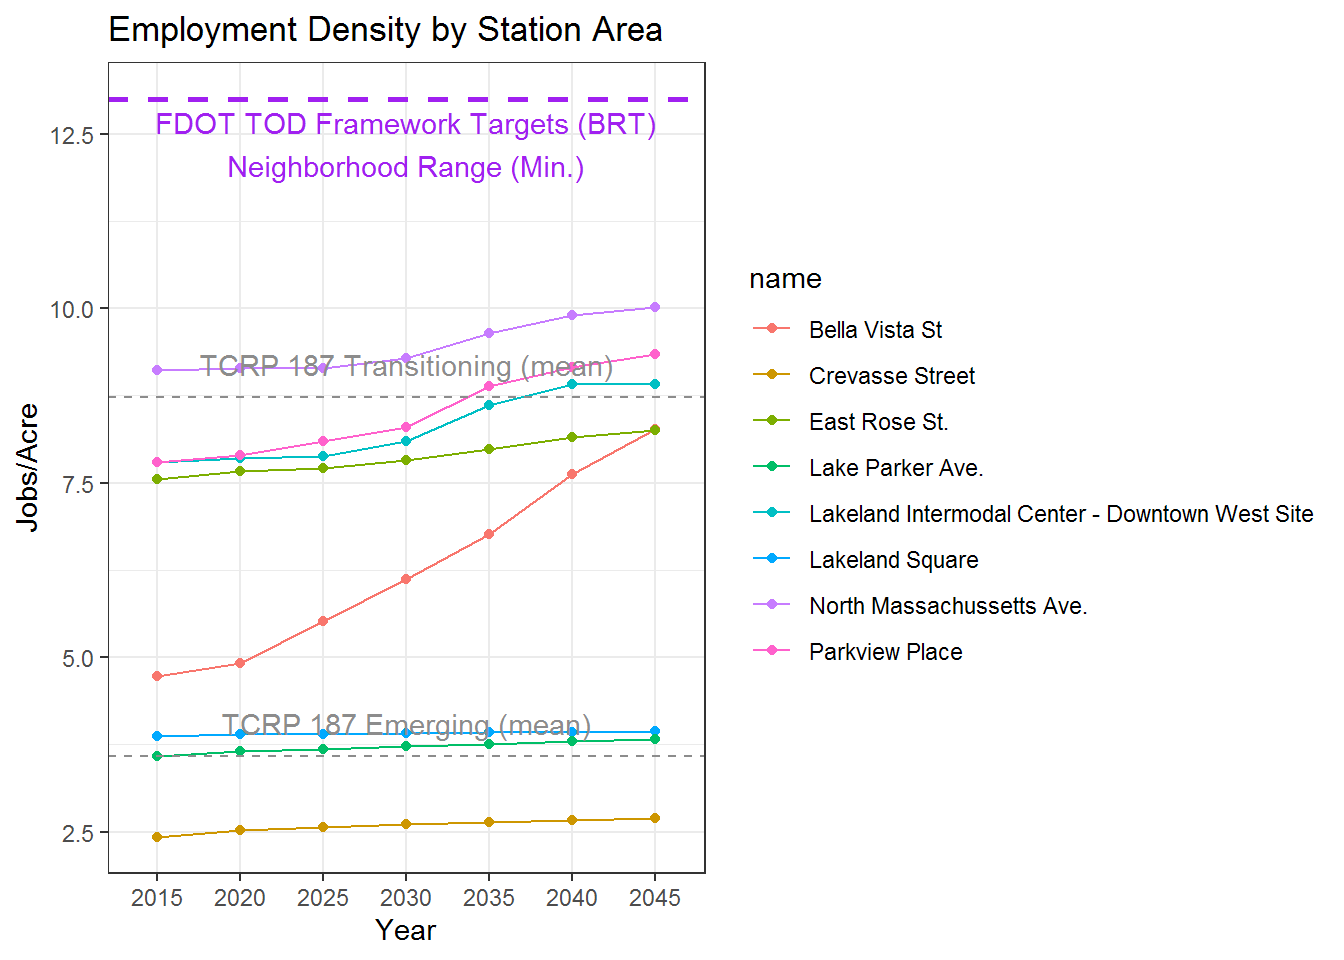 Employment Density by Station Area
FDOT TOD Framework Targets (BRT)
Neighborhood Range (Min.)
TCRP 187 Transitioning (mean)
TCRP 187 Emerging (mean)
12.5
10.0
7.5
5.0
2.5
Jobs/Acre
2015 2020 2025 2030 2035 2040 2045
Year
name
Bella Vista St
Crevasse Street
East Rose St.
Lake Parker Ave.
Lakeland Intermodal Center - Downtown West Site
Lakeland Square
North Massachussetts Ave.
Parkview Place